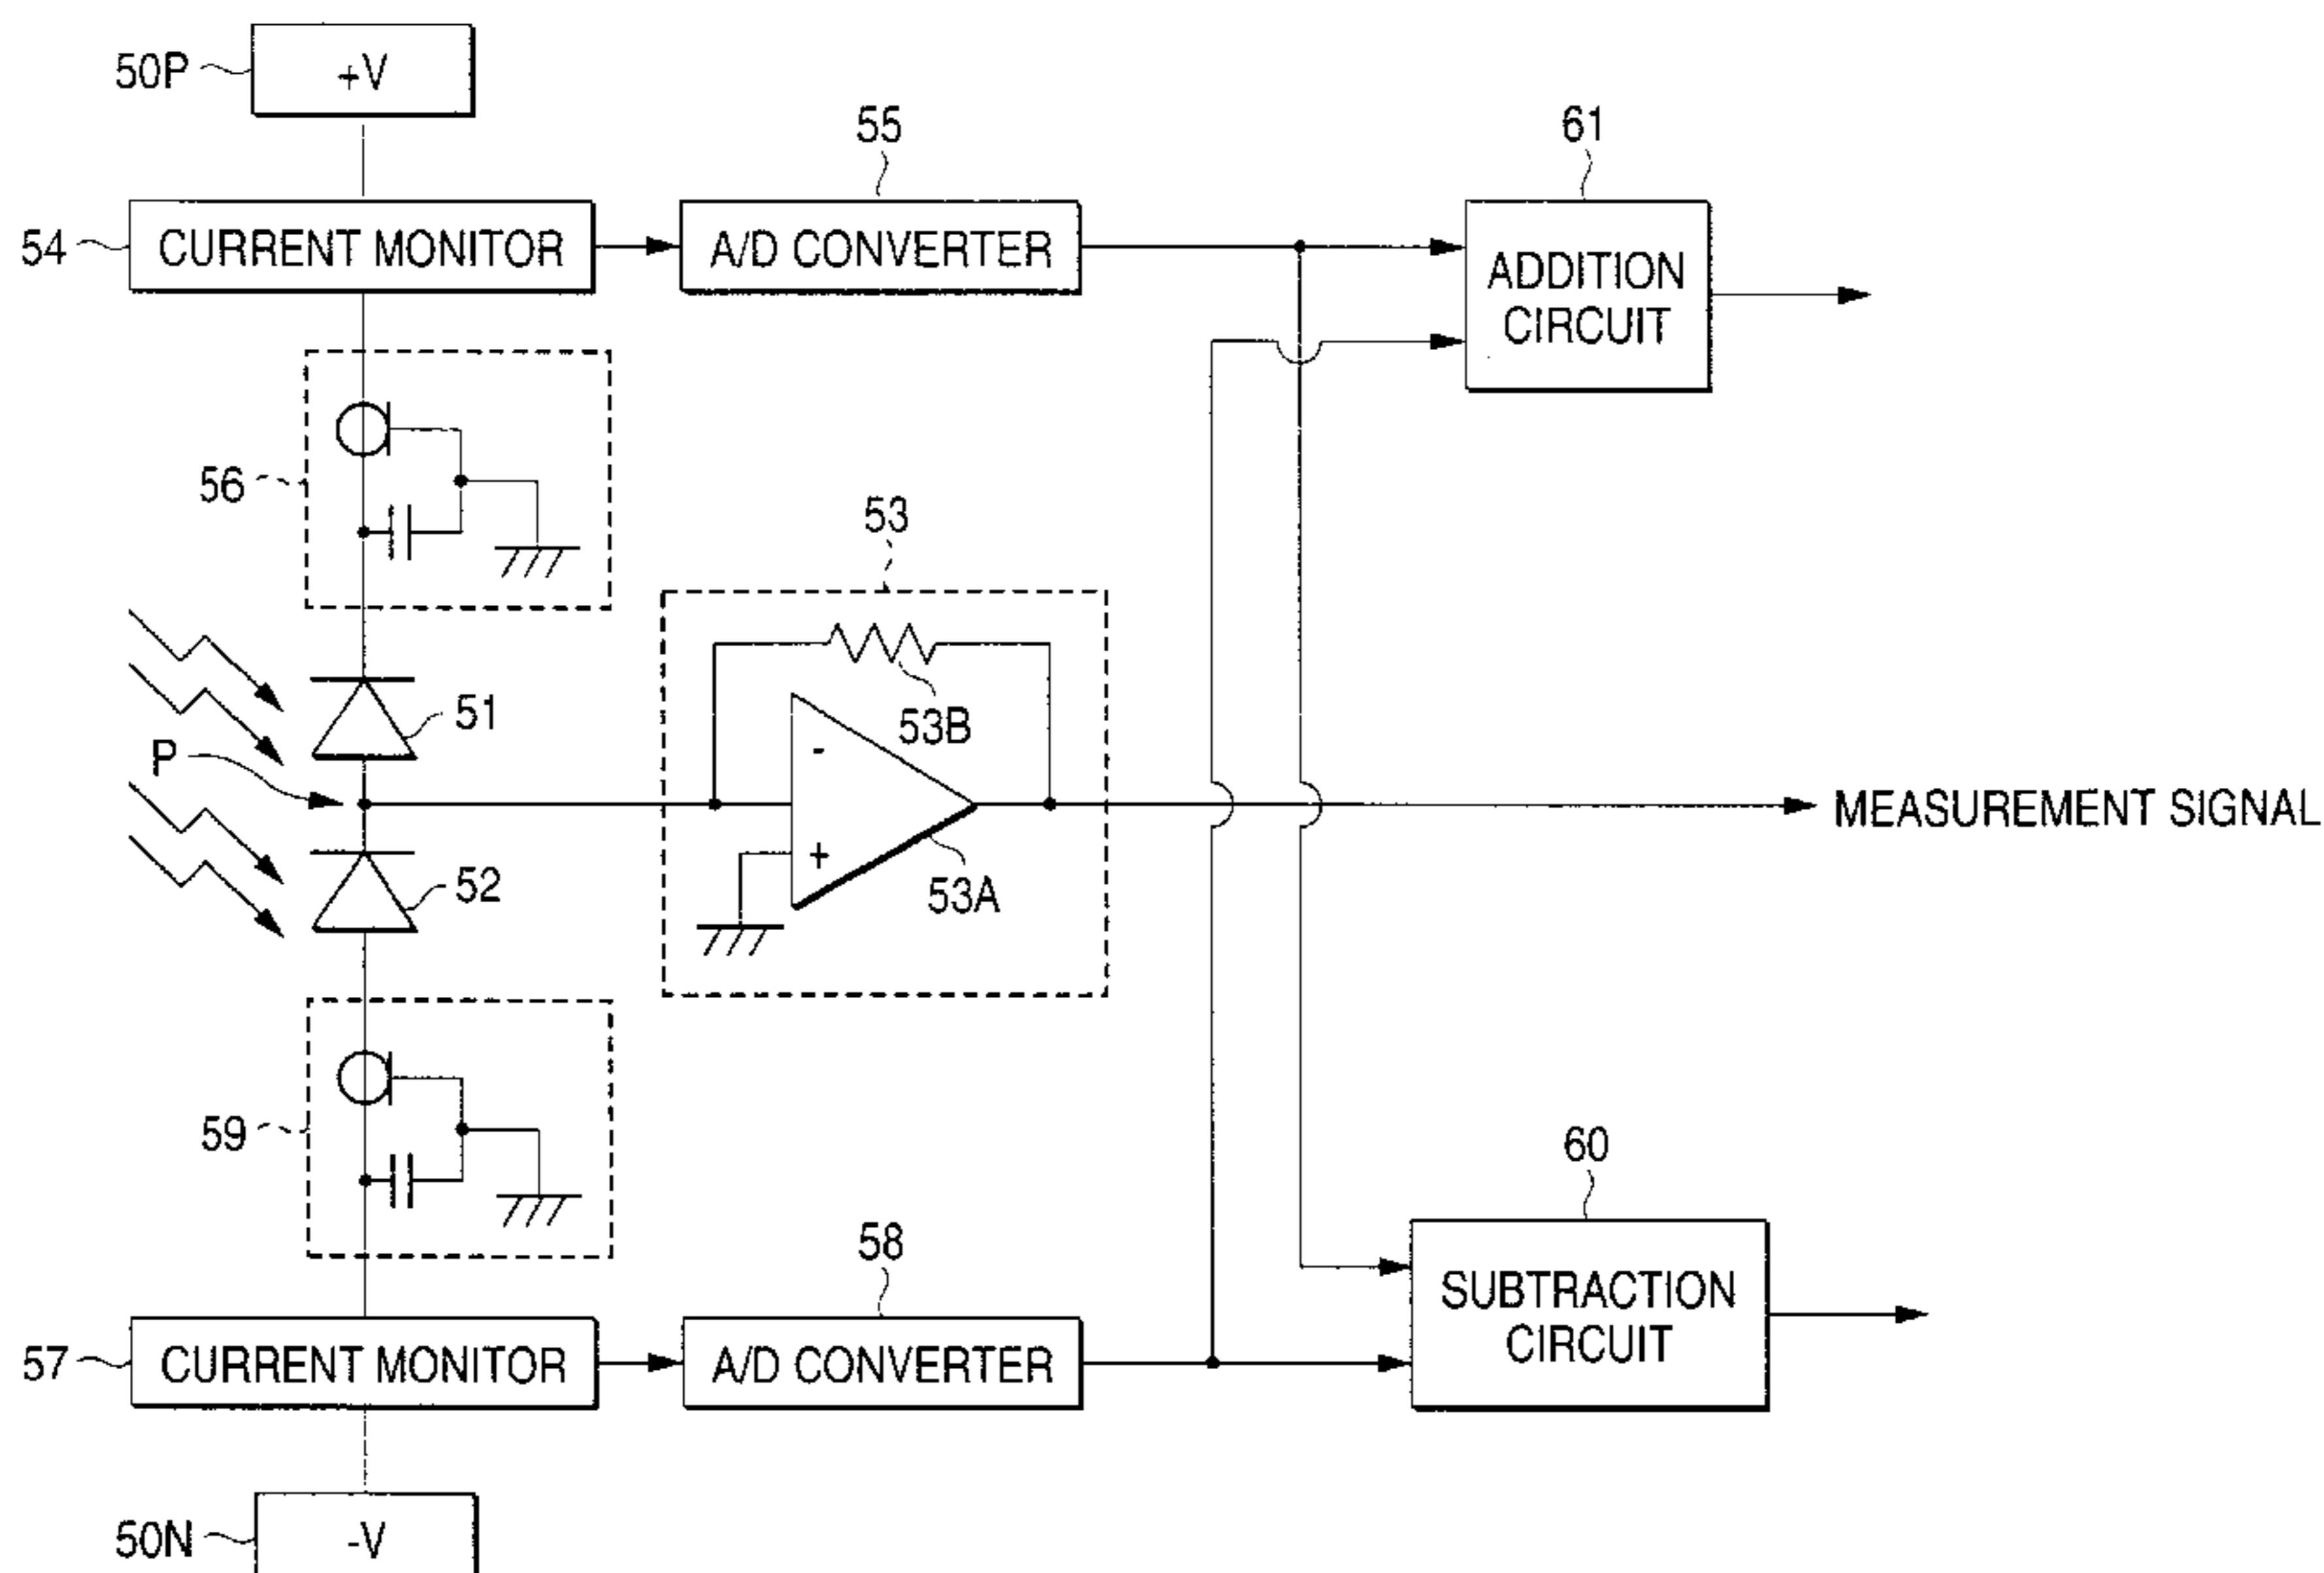 50P
+V
55
61
54
CURRENT MONITOR
A/D CONVERTER
ADDITION
CIRCUIT
56
53
53B
51
P
-
MEASUREMENT SIGNAL
+
52
53A
59
60
58
SUBTRACTION
CIRCUIT
57
CURRENT MONITOR
A/D CONVERTER
50N
-V